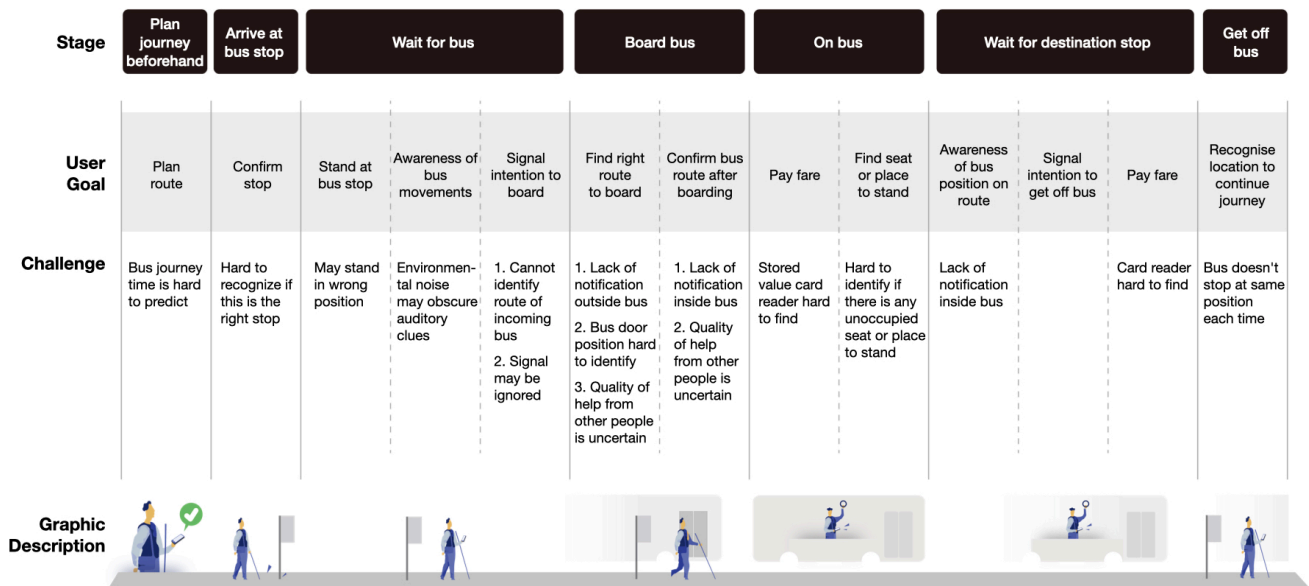 Stage
Plan
journey
beforehand
Arrive at
bus stop
Wait for bus
Board bus
On bus
Wait for destination stop
Get off
bus
User
Goal
Plan
route
Confirm
stop
Stand at
bus stop
Awareness of
bus
movements
Signal
intention to
board
Find right
route
to board
Confirm bus
route after
boarding
Pay fare
Find seat
or place
to stand
Awareness
of bus
position on
route
Signal
intention to
get off bus
Pay fare
Recognise
location to
continue
journey
Challenge
Bus journey
time is hard
to predict
Hard to
recognize if
this is the
right stop
May stand
in wrong
position
Environmen-
tal noise
may obscure
auditory
clues
1. Cannot
identify
route of
incoming
bus
2. Signal
may be
ignored
1. Lack of
notification
outside bus
2. Bus door
position hard
to identify
3. Quality of
help from
other people
is uncertain
1. Lack of
notification
inside bus
2. Quality
of help
from other
people is
uncertain
Stored
value card
reader hard
to find
Hard to
identify if
there is any
unoccupied
seat or place
to stand
Lack of
notification
inside bus
Card reader
hard to find
Bus doesn't
stop at same
position
each time
Graphic
Description